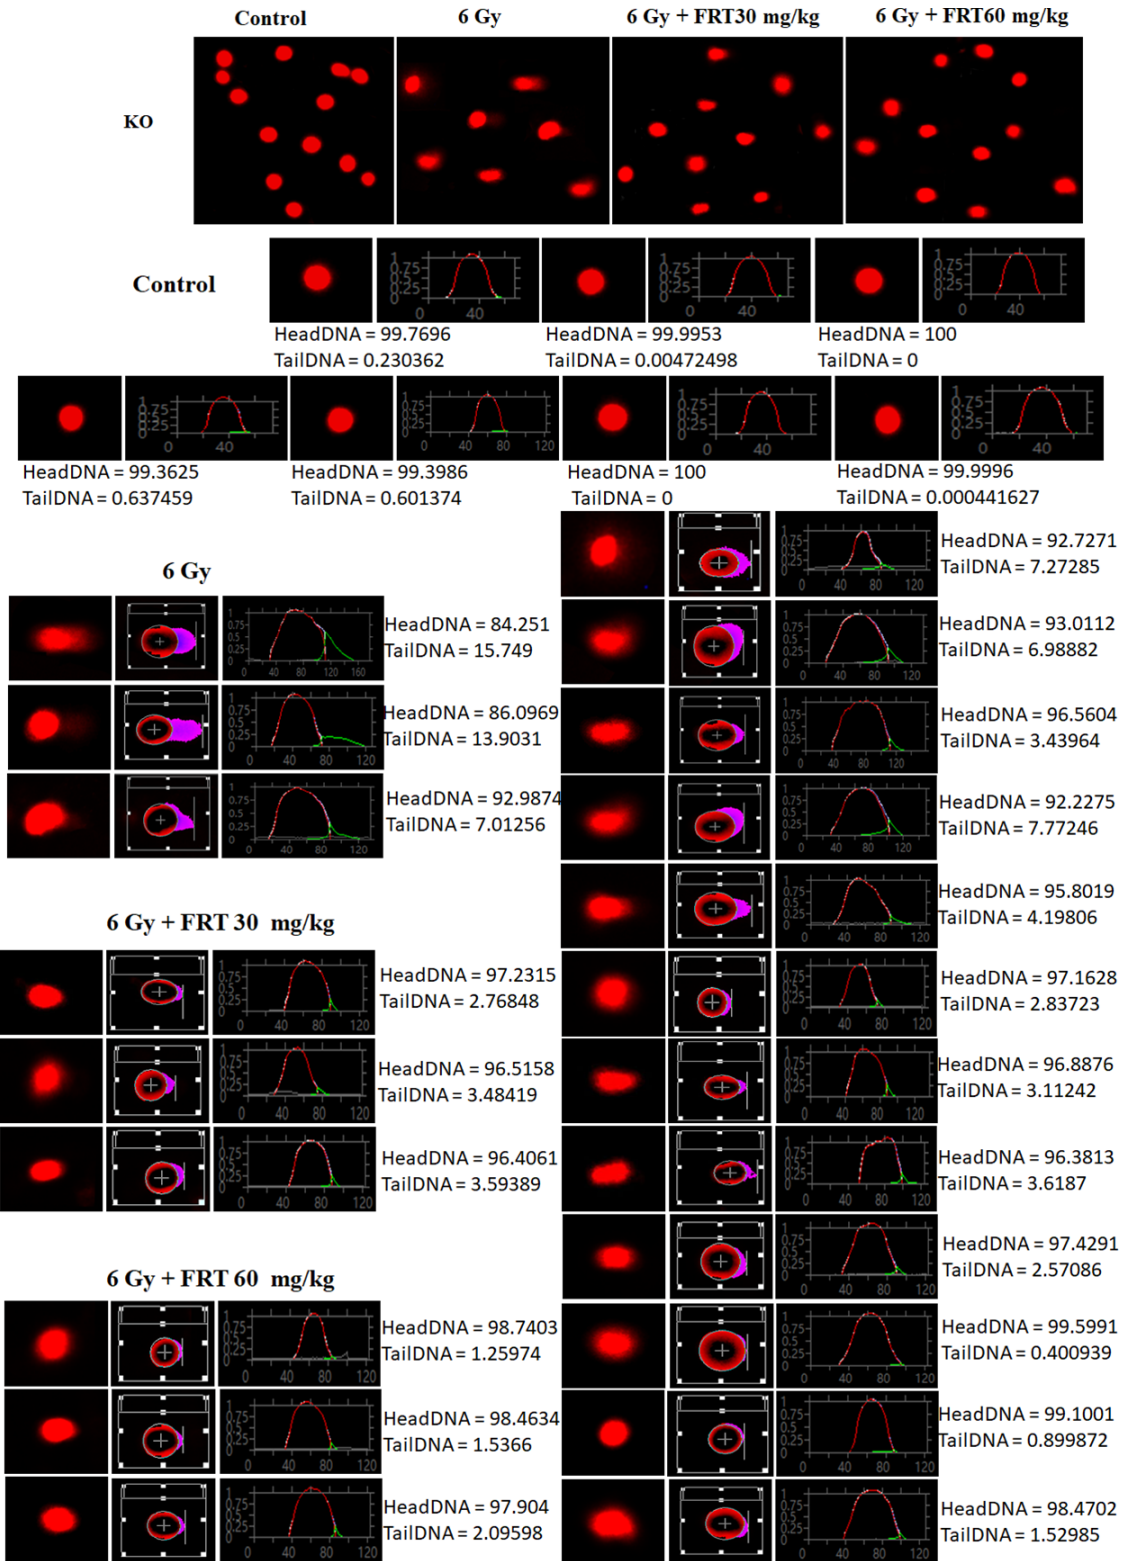 Control
6 Gy
6 Gy + FRT30 mg/kg
6 Gy + FRT60 mg/kg
KO
Control
HeadDNA = 99.7696
TailDNA = 0.230362
HeadDNA = 99.9953
TailDNA = 0.00472498
HeadDNA = 100
TailDNA = 0
HeadDNA = 99.3625
TailDNA = 0.637459
HeadDNA = 99.3986
TailDNA = 0.601374
HeadDNA = 100
TailDNA = 0
HeadDNA = 99.9996
TailDNA = 0.000441627
6 Gy
HeadDNA = 84.251
TailDNA = 15.749
HeadDNA = 86.0969
TailDNA = 13.9031
HeadDNA = 92.9874
TailDNA = 7.01256
HeadDNA = 92.7271
TailDNA = 7.27285
HeadDNA = 93.0112
TailDNA = 6.98882
HeadDNA = 96.5604
TailDNA = 3.43964
HeadDNA = 92.2275
TailDNA = 7.77246
HeadDNA = 95.8019
TailDNA = 4.19806
6 Gy + FRT 30 mg/kg
HeadDNA = 97.2315
TailDNA = 2.76848
HeadDNA = 96.5158
TailDNA = 3.48419
HeadDNA = 96.4061
TailDNA = 3.59389
HeadDNA = 97.1628
TailDNA = 2.83723
HeadDNA = 96.8876
TailDNA = 3.11242
HeadDNA = 96.3813
TailDNA = 3.6187
HeadDNA = 97.4291
TailDNA = 2.57086
6 Gy + FRT 60 mg/kg
HeadDNA = 98.7403
TailDNA = 1.25974
HeadDNA = 98.4634
TailDNA = 1.5366
HeadDNA = 97.904
TailDNA = 2.09598
HeadDNA = 99.5991
TailDNA = 0.400939
HeadDNA = 99.1001
TailDNA = 0.899872
HeadDNA = 98.4702
TailDNA = 1.52985